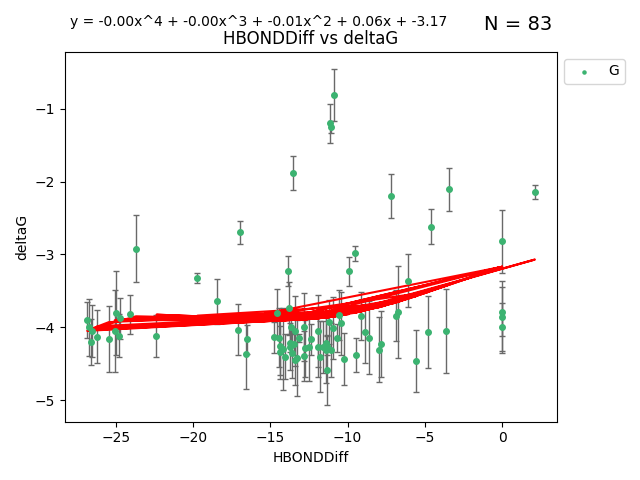 y = -0.00x^4 + -0.00x^3 + -0.01x^2 + 0.06x + -3.17
N = 83
HBONDDiff vs deltaG
G
−1
−2
−3
−4
−5
deltaG
−25
−20
−15
−10
−5
0
HBONDDiff